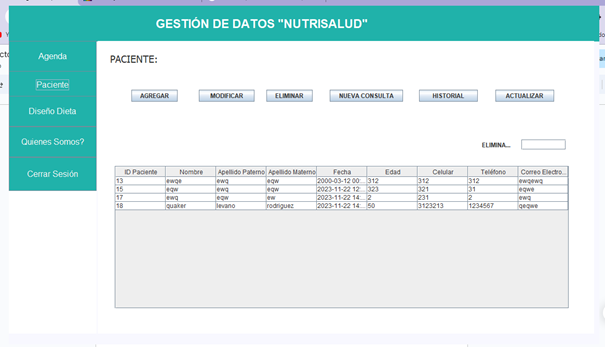 GESTIÓN DE DATOS "NUTRISALUD"
Agenda
Paciente
Diseño Dieta
Quienes Somos?
Cerrar Sesión
PACIENTE:
AGREGAR MODIFICAR ELIMINAR NUEVA CONSULTA HISTORIAL ACTUALIZAR
ELIMINA...
ID Paciente Nombre Apellido Paterno Apellido Materno Fecha Edad Celular Teléfono Correo Electro...
13 ewqe ewq eqw 2000-03-12 00:... 312 312 312 ewqewq
15 eqw ewq eqw 2023-11-22 12:... 323 321 31 eqwe
17 ewq eqw ew 2023-11-22 14:... 2 231 2 ewq
18 quaker levano rodriguez 2023-11-22 14:... 50 3123213 1234567 qeqwe